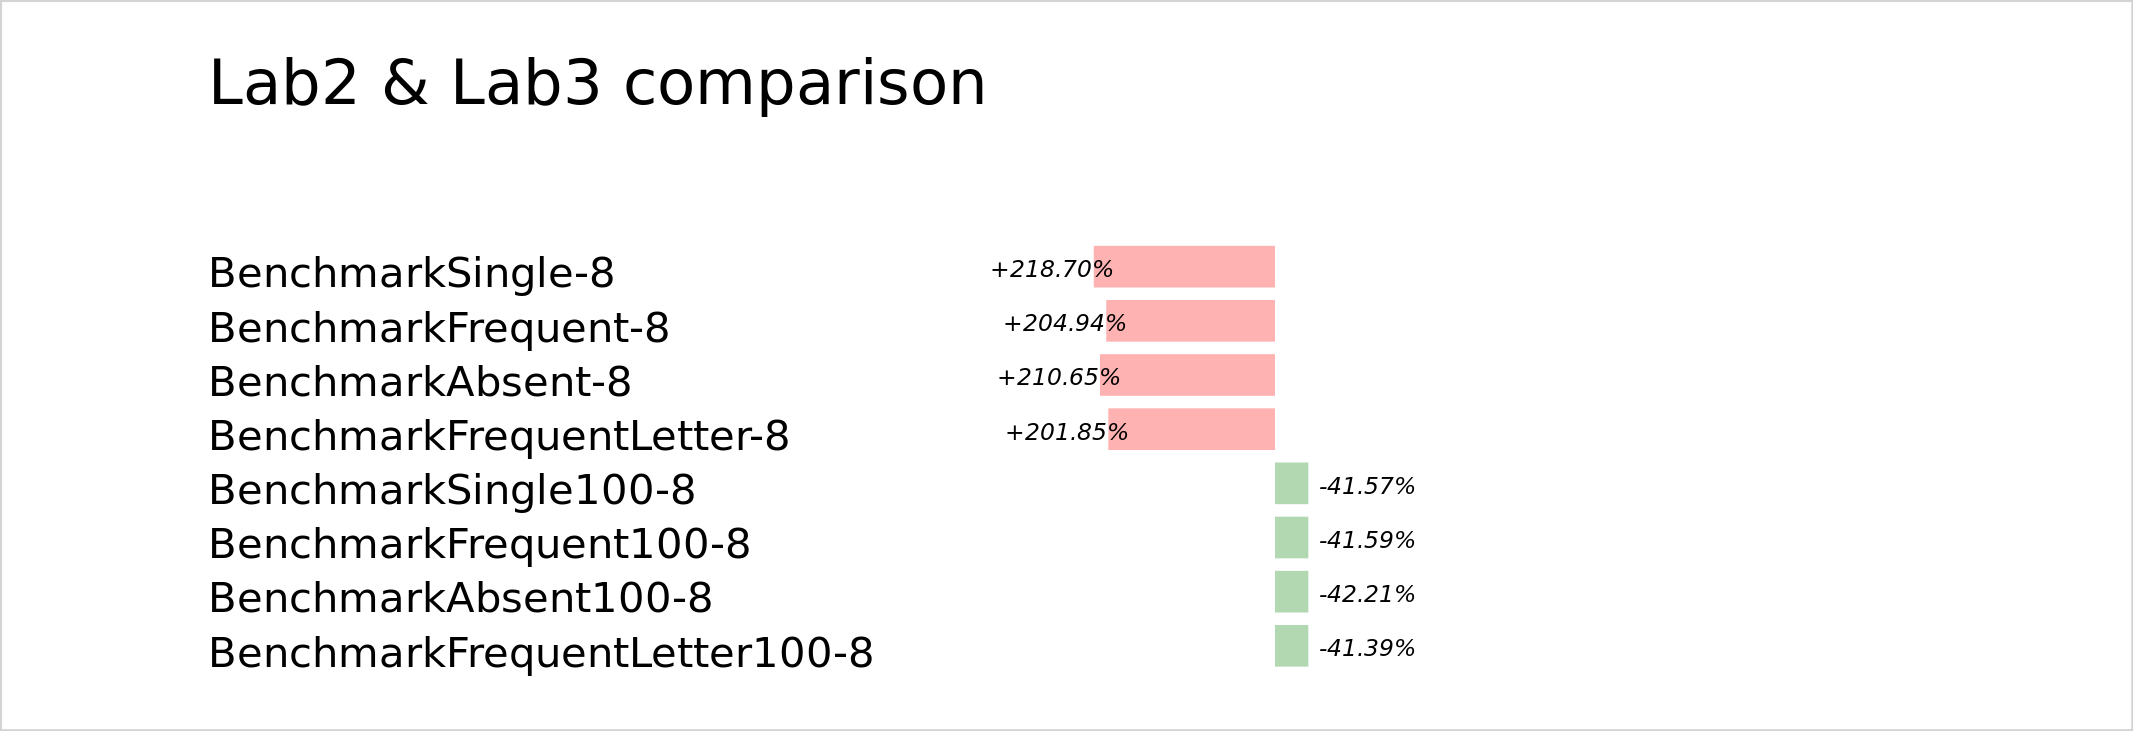 Lab2 & Lab3 comparison
BenchmarkSingle-8 +218.70%
BenchmarkFrequent-8 +204.94%
BenchmarkAbsent-8 +210.65%
BenchmarkFrequentLetter-8 +201.85%
BenchmarkSingle100-8 -41.57%
BenchmarkFrequent100-8 -41.59%
BenchmarkAbsent100-8 -42.21%
BenchmarkFrequentLetter100-8 -41.39%